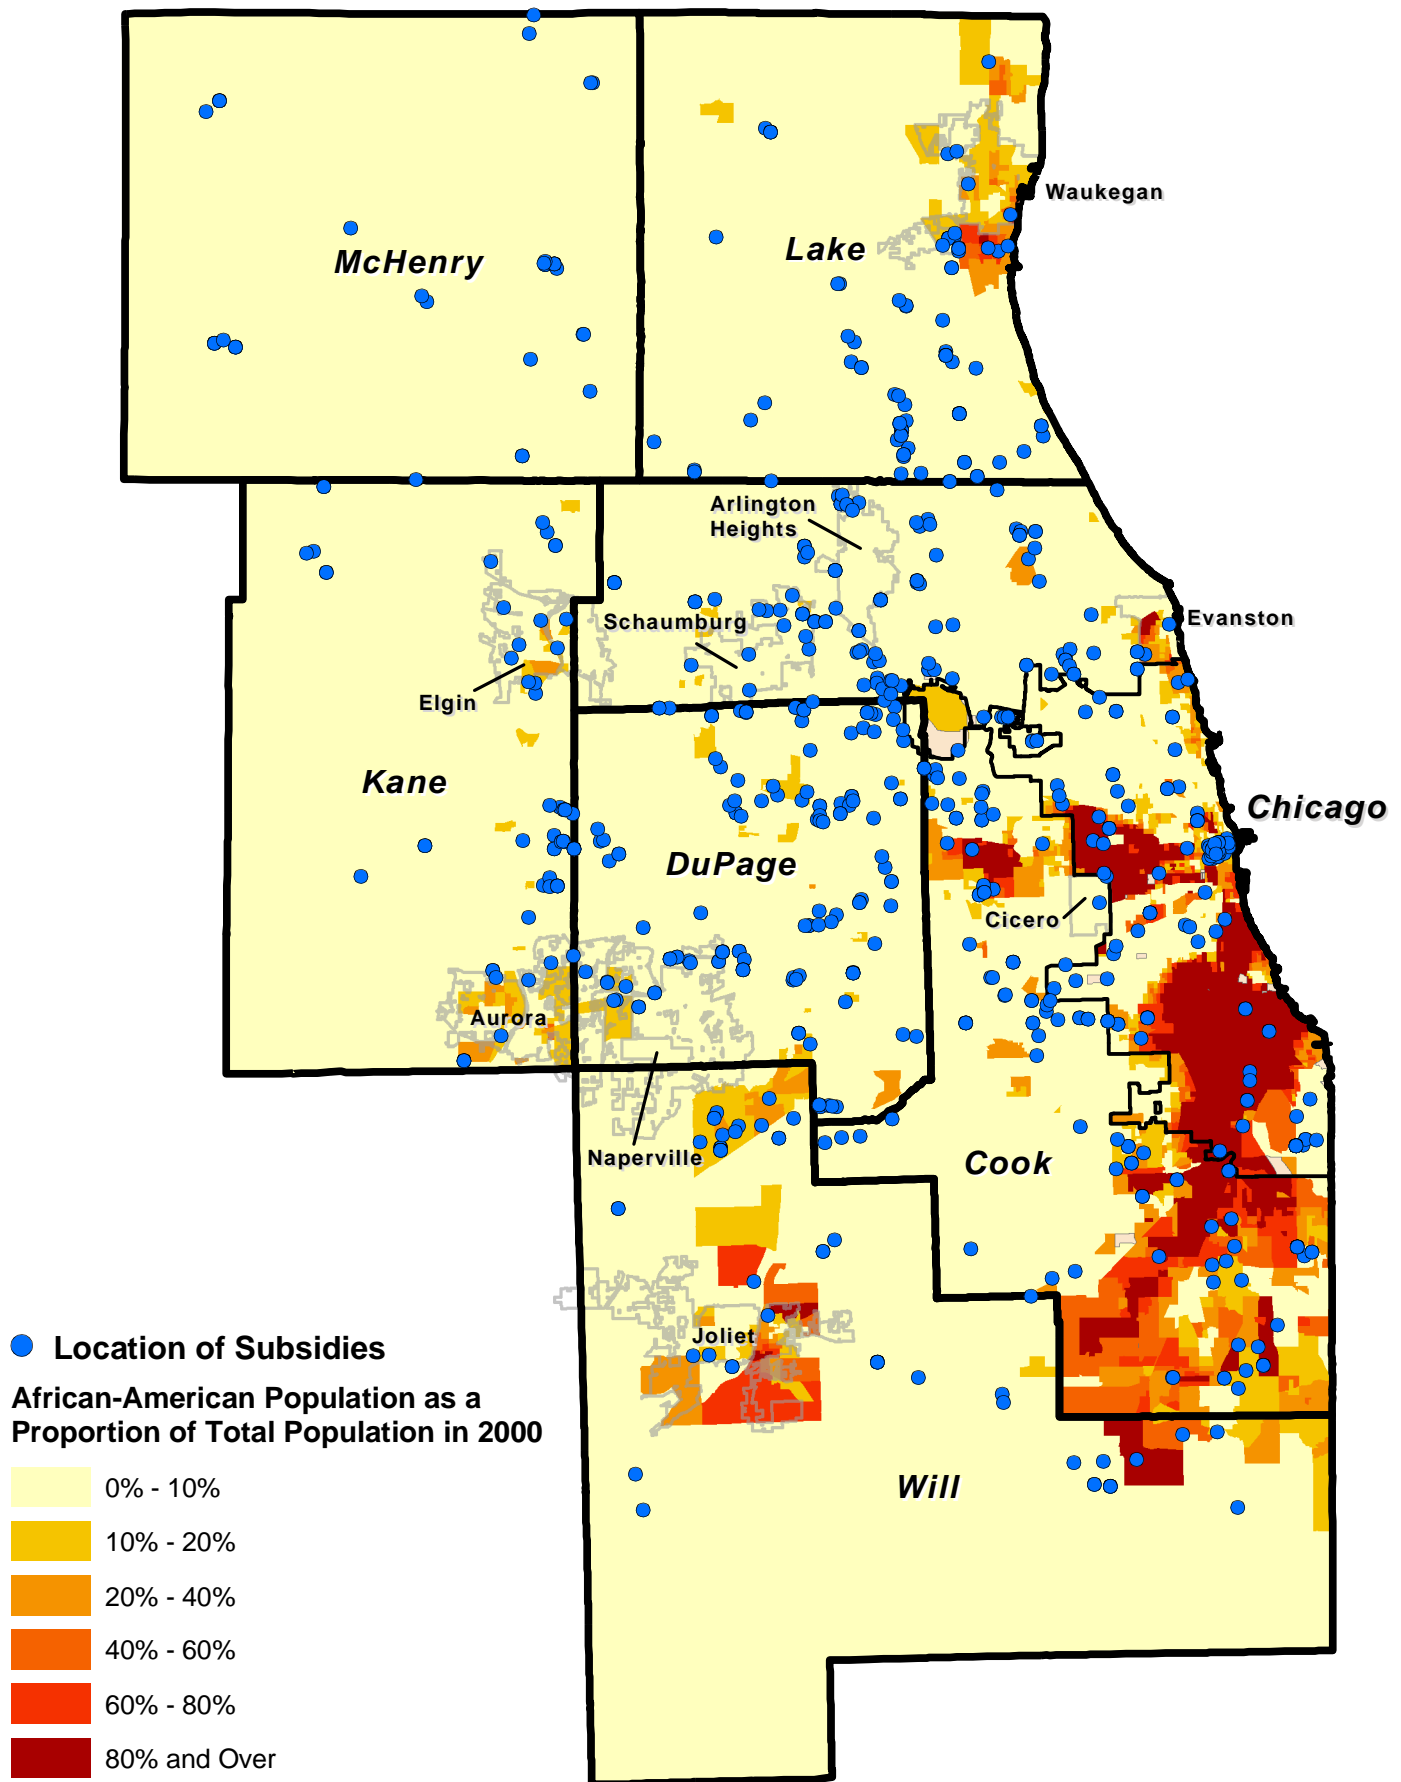 Waukegan
McHenry
Lake
Arlington
Heights
Schaumburg
Evanston
Elgin
Kane
Chicago
DuPage
Cicero
Aurora
Naperville
Cook
Joliet
Will
Location of Subsidies
African-American Population as a
Proportion of Total Population in 2000
0% - 10%
10% - 20%
20% - 40%
40% - 60%
60% - 80%
80% and Over